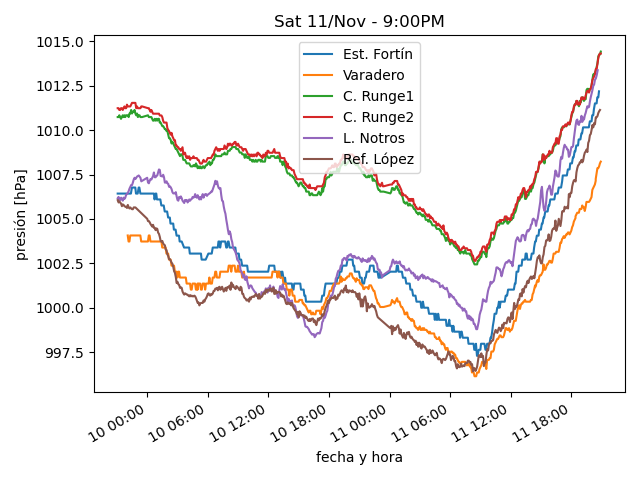 Sat 11/Nov - 9:00PM
1015.0
1012.5
1010.0
1007.5
1005.0
1002.5
1000.0
997.5
presión [hPa]
Est. Fortín
Varadero
C. Runge1
C. Runge2
L. Notros
Ref. López
10 00:00
10 06:00
10 12:00
10 18:00
11 00:00
11 06:00
11 12:00
11 18:00
fecha y hora